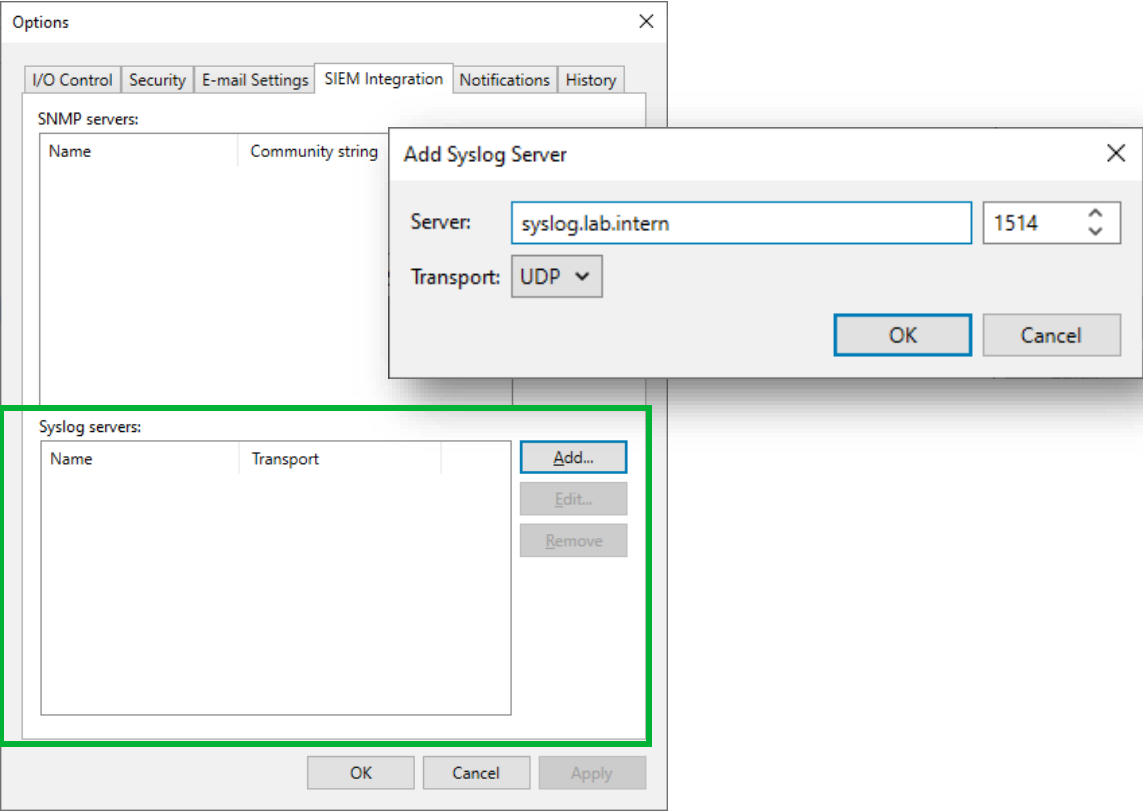 Options
I/O Control Security E-mail Settings SIEM Integration Notifications History
SNMP servers:
Name Community string
Add Syslog Server
Server: syslog.lab.intern 1514
Transport: UDP
OK Cancel
Syslog servers:
Name Transport
Add...
Edit...
Remove
OK Cancel Apply